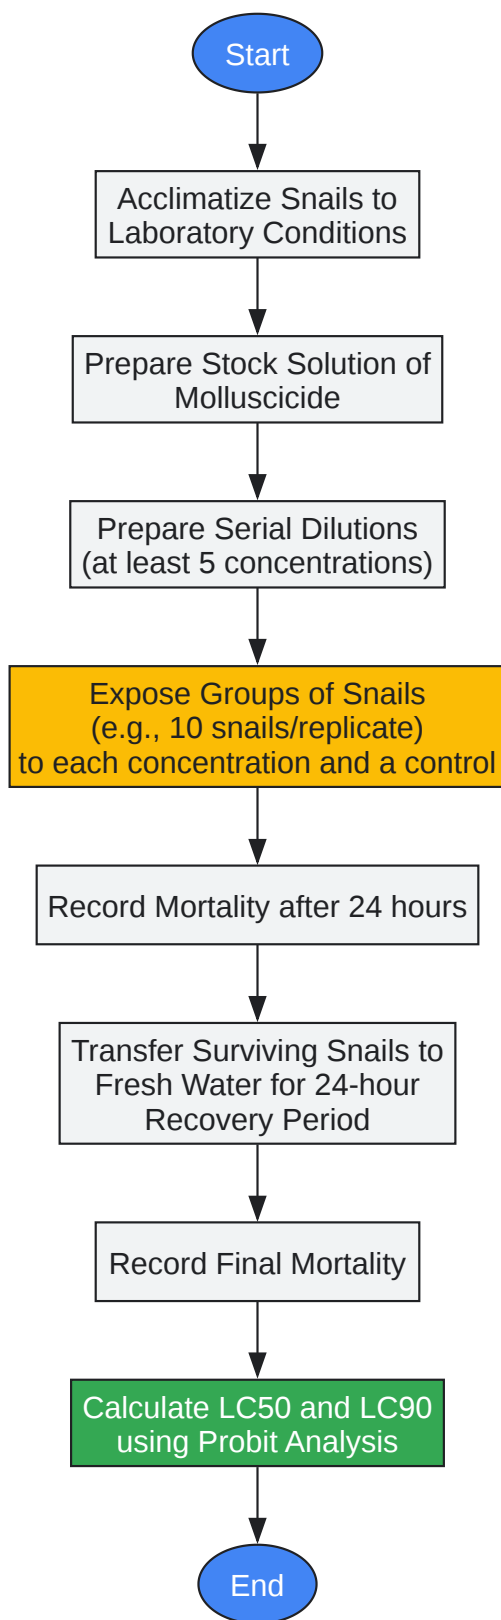 Start
Acclimatize Snails to
Laboratory Conditions
Prepare Stock Solution of
Molluscicide
Prepare Serial Dilutions
(at least 5 concentrations)
Expose Groups of Snails
(e.g., 10 snails/replicate)
to each concentration and a control
Record Mortality after 24 hours
Transfer Surviving Snails to
Fresh Water for 24-hour
Recovery Period
Record Final Mortality
Calculate LC50 and LC90
using Probit Analysis
End